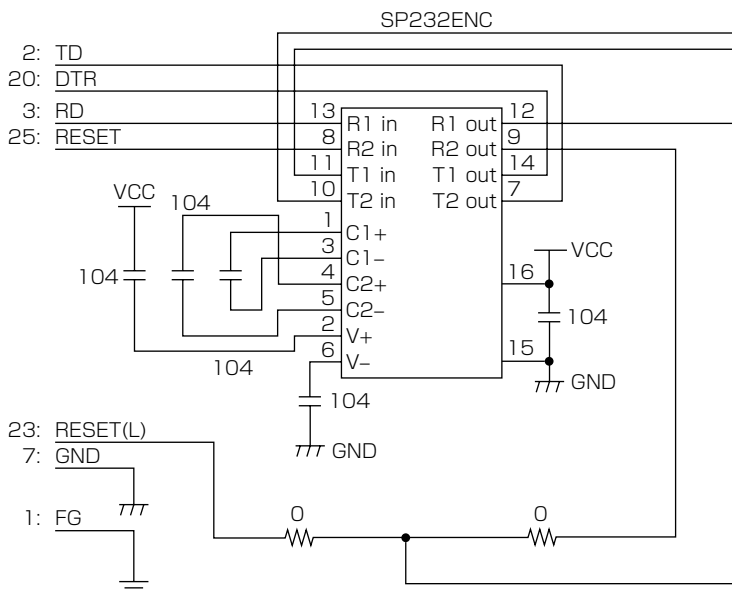 SP232ENC
2: TD
20: DTR
3: RD
25: RESET
13 R1 in R1 out 12
8 R2 in R2 out 9
11 T1 in T1 out 14
10 T2 in T2 out 7
VCC
104
1 C1+
3 C1–
4 C2+
5 C2–
2 V+
6 V–
104
104
104
GND
16
VCC
104
15
GND
23: RESET(L)
7: GND
1: FG
0
0